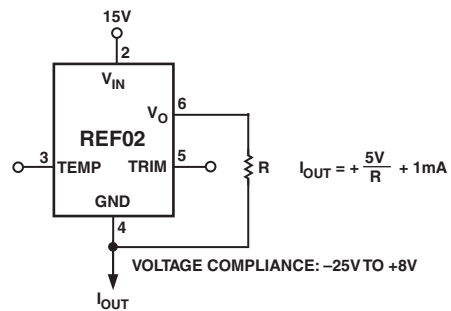 15V
2
V_IN
6
V_O
REF02
3
TEMP
TRIM
5
R
I_OUT = + 5V/R + 1mA
GND
4
VOLTAGE COMPLIANCE: –25V TO +8V
I_OUT